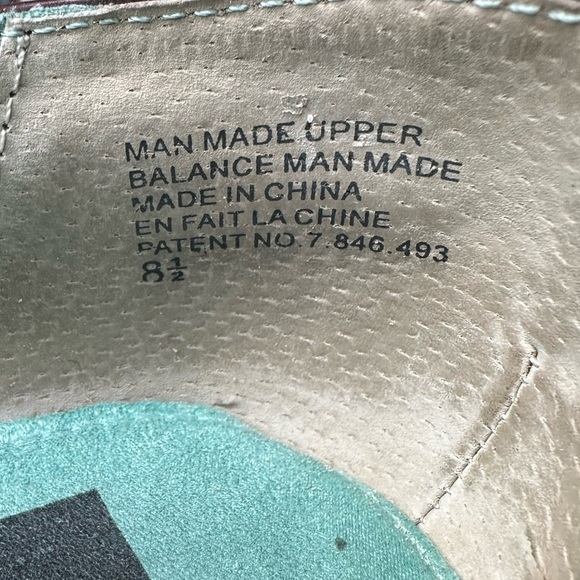 MAN MADE UPPER
BALANCE MAN MADE
MADE IN CHINA
EN FAIT LA CHINE
PATENT NO.7.846.493
8½